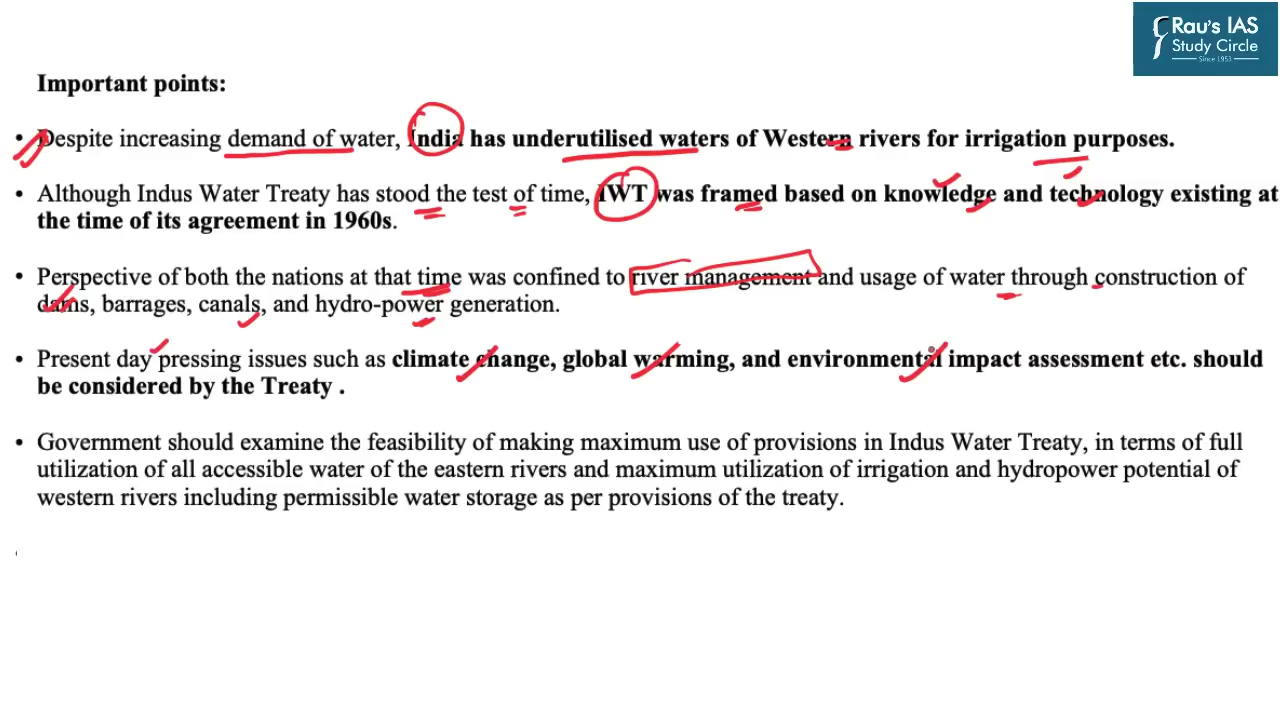 Rau's IAS
Study Circle
Since 1953
Important points:
• Despite increasing demand of water, India has underutilised waters of Western rivers for irrigation purposes.
• Although Indus Water Treaty has stood the test of time, IWT was framed based on knowledge and technology existing at
the time of its agreement in 1960s.
• Perspective of both the nations at that time was confined to river management and usage of water through construction of
dams, barrages, canals, and hydro-power generation.
• Present day pressing issues such as climate change, global warming, and environmental impact assessment etc. should
be considered by the Treaty .
• Government should examine the feasibility of making maximum use of provisions in Indus Water Treaty, in terms of full
utilization of all accessible water of the eastern rivers and maximum utilization of irrigation and hydropower potential of
western rivers including permissible water storage as per provisions of the treaty.